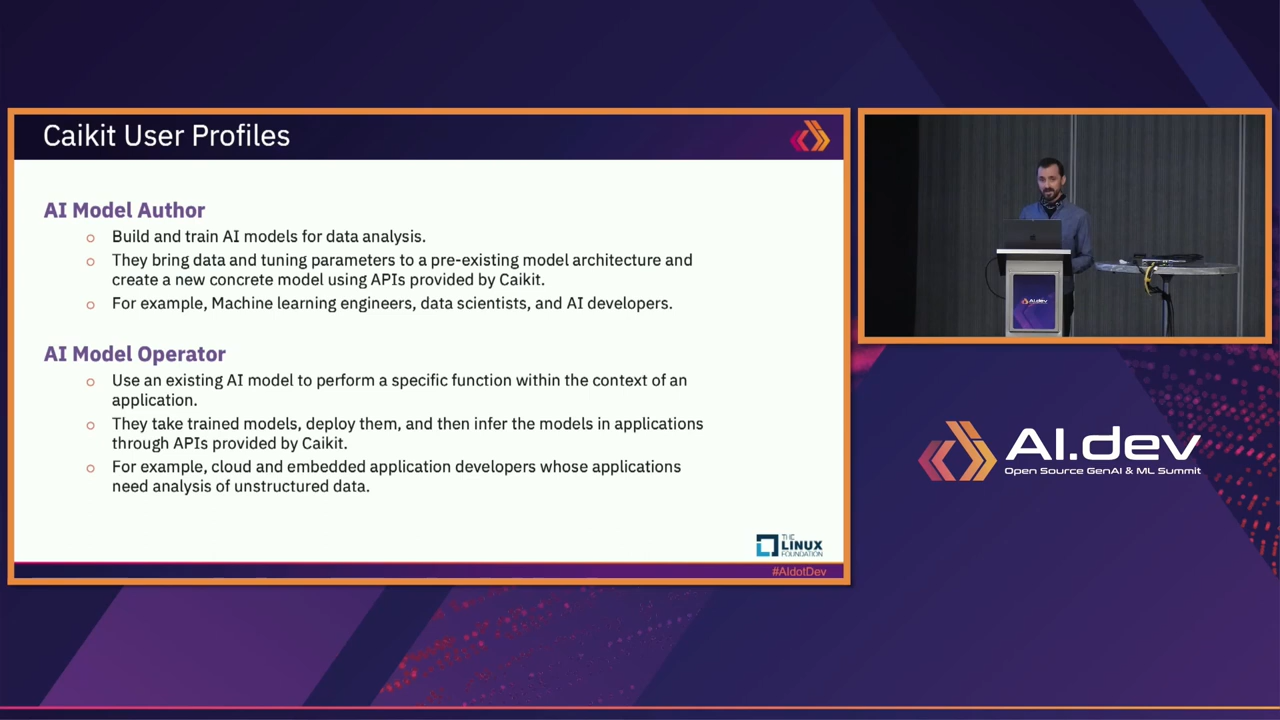 Caikit User Profiles
AI Model Author
Build and train AI models for data analysis.
They bring data and tuning parameters to a pre-existing model architecture and
create a new concrete model using APIs provided by Caikit.
For example, Machine learning engineers, data scientists, and AI developers.
AI Model Operator
Use an existing AI model to perform a specific function within the context of an
application.
They take trained models, deploy them, and then infer the models in applications
through APIs provided by Caikit.
For example, cloud and embedded application developers whose applications
need analysis of unstructured data.
THE
LINUX
FOUNDATION
#AIdotDev
AI.dev
AI.dev
Open Source GenAI & ML Summit